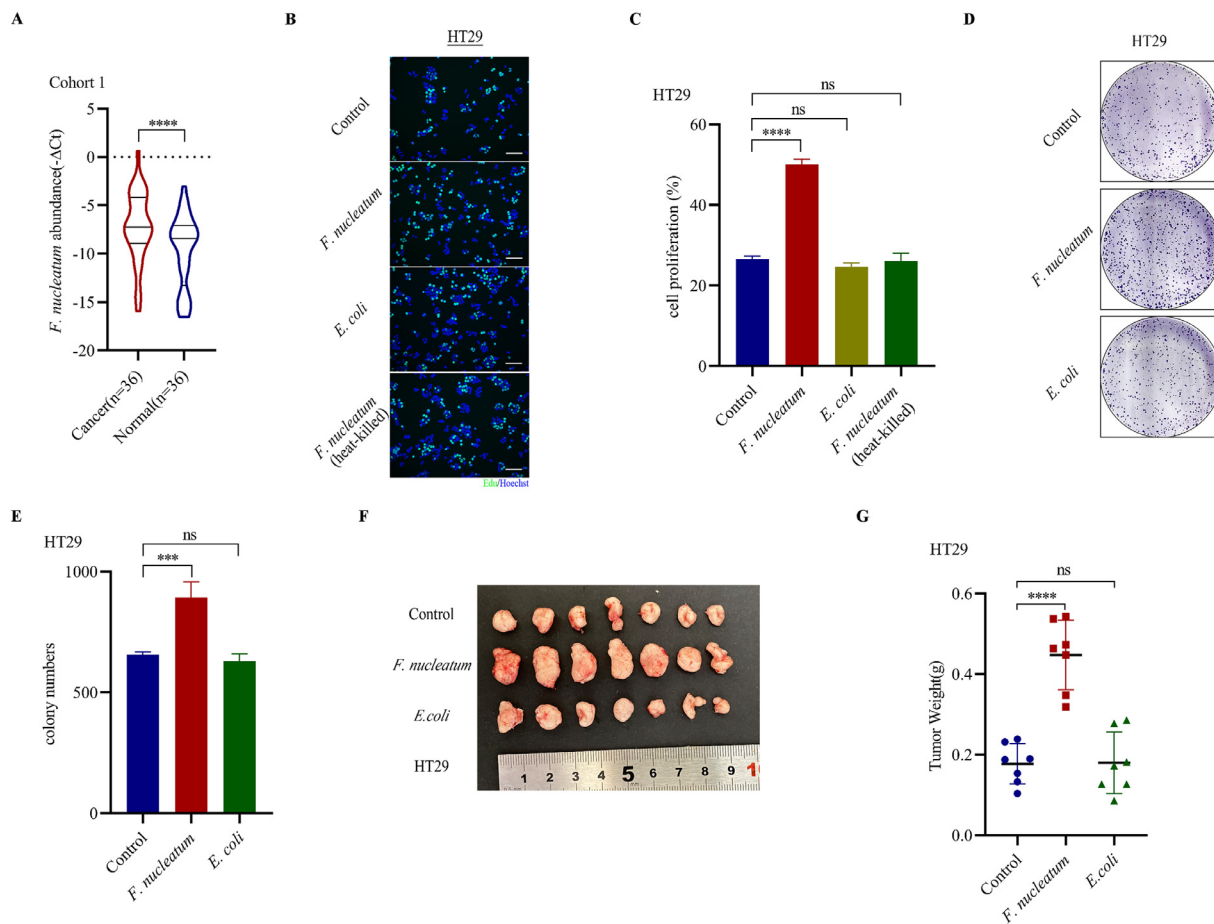 A
Cohort 1
F. nucleatum abundance(-ΔCt)
5
0
-5
-10
-15
-20
****
Cancer(n=36)
Normal(n=36)
B
HT29
Control
F. nucleatum
E. coli
F. nucleatum
(heat-killed)
Edu/Hoechst
C
HT29
cell proliferation (%)
60
40
20
0
ns
ns
****
Control
F. nucleatum
E. coli
F. nucleatum
(heat-killed)
D
HT29
Control
F. nucleatum
E. coli
E
HT29
colony numbers
1000
500
0
ns
***
Control
F. nucleatum
E. coli
F
Control
F. nucleatum
E.coli
HT29
1 2 3 4 5 6 7 8 9 1
G
HT29
Tumor Weight(g)
0.6
0.4
0.2
0.0
ns
****
Control
F. nucleatum
E.coli